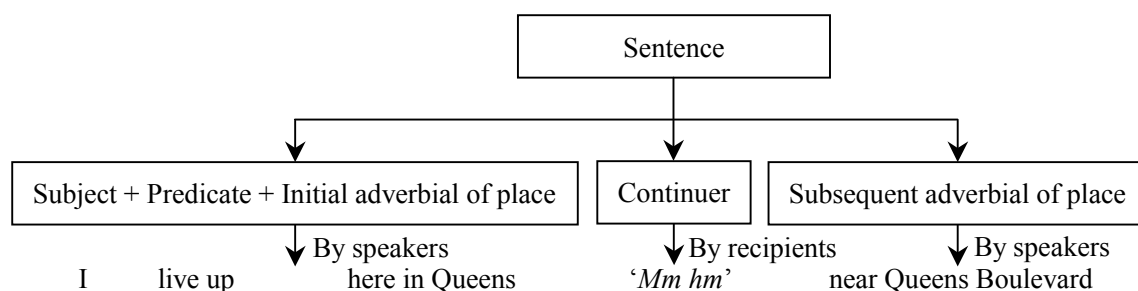 Sentence
Subject + Predicate + Initial adverbial of place
Continuer
Subsequent adverbial of place
By speakers
By recipients
By speakers
I live up here in Queens
‘Mm hm’
near Queens Boulevard